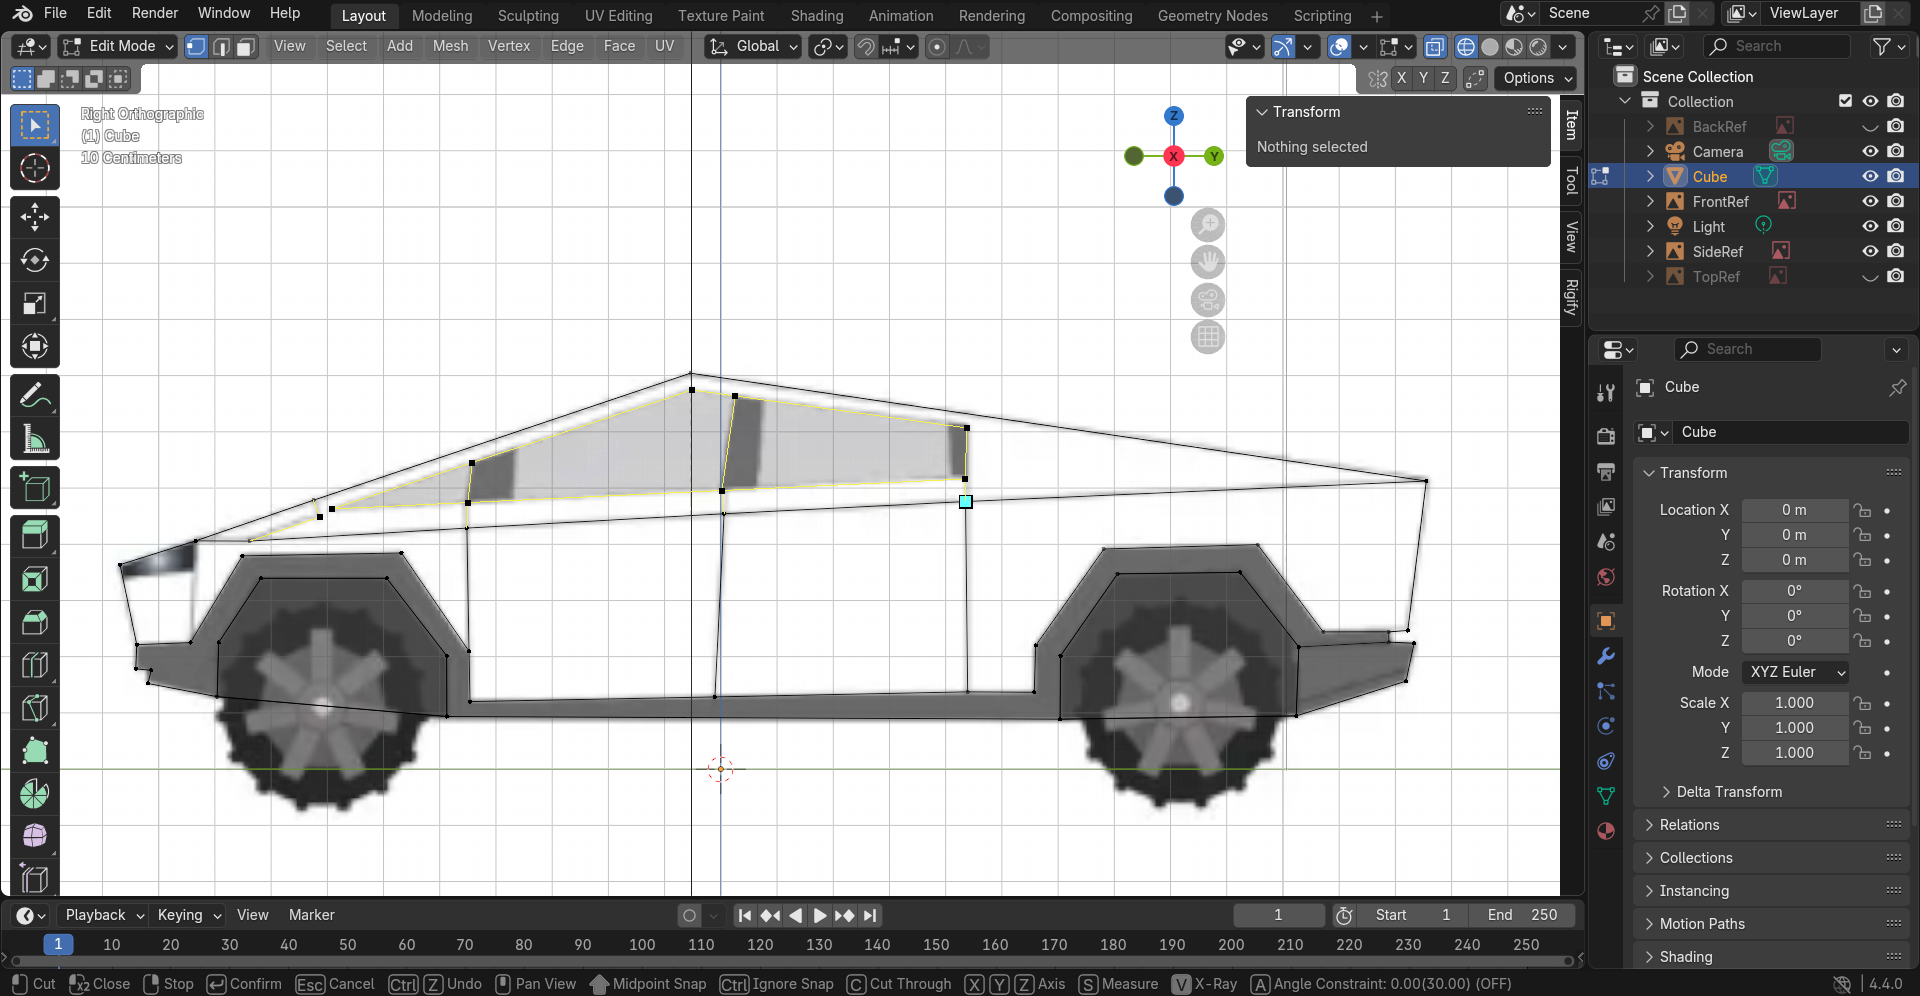 File Edit Render Window Help Layout Modeling Sculpting UV Editing Texture Paint Shading Animation Rendering Compositing Geometry Nodes Scripting + Scene ViewLayer
Edit Mode View Select Add Mesh Vertex Edge Face UV Global Search
X Y Z Options
Scene Collection
Collection
BackRef
Camera
Cube
FrontRef
Light
SideRef
TopRef
Right Orthographic
(1) Cube
10 Centimeters
Z
X
Y
Transform
Nothing selected
Item
Tool
View
Rigify
Search
Cube
Cube
Transform
Location X 0 m
Y 0 m
Z 0 m
Rotation X 0°
Y 0°
Z 0°
Mode XYZ Euler
Scale X 1.000
Y 1.000
Z 1.000
Delta Transform
Relations
Collections
Instancing
Motion Paths
Shading
Playback Keying View Marker 1 Start 1 End 250
1 10 20 30 40 50 60 70 80 90 100 110 120 130 140 150 160 170 180 190 200 210 220 230 240 250
Cut x2 Close Stop Confirm Esc Cancel Ctrl Z Undo Pan View Midpoint Snap Ctrl Ignore Snap C Cut Through X Y Z Axis S Measure V X-Ray A Angle Constraint: 0.00(30.00) (OFF) 4.4.0